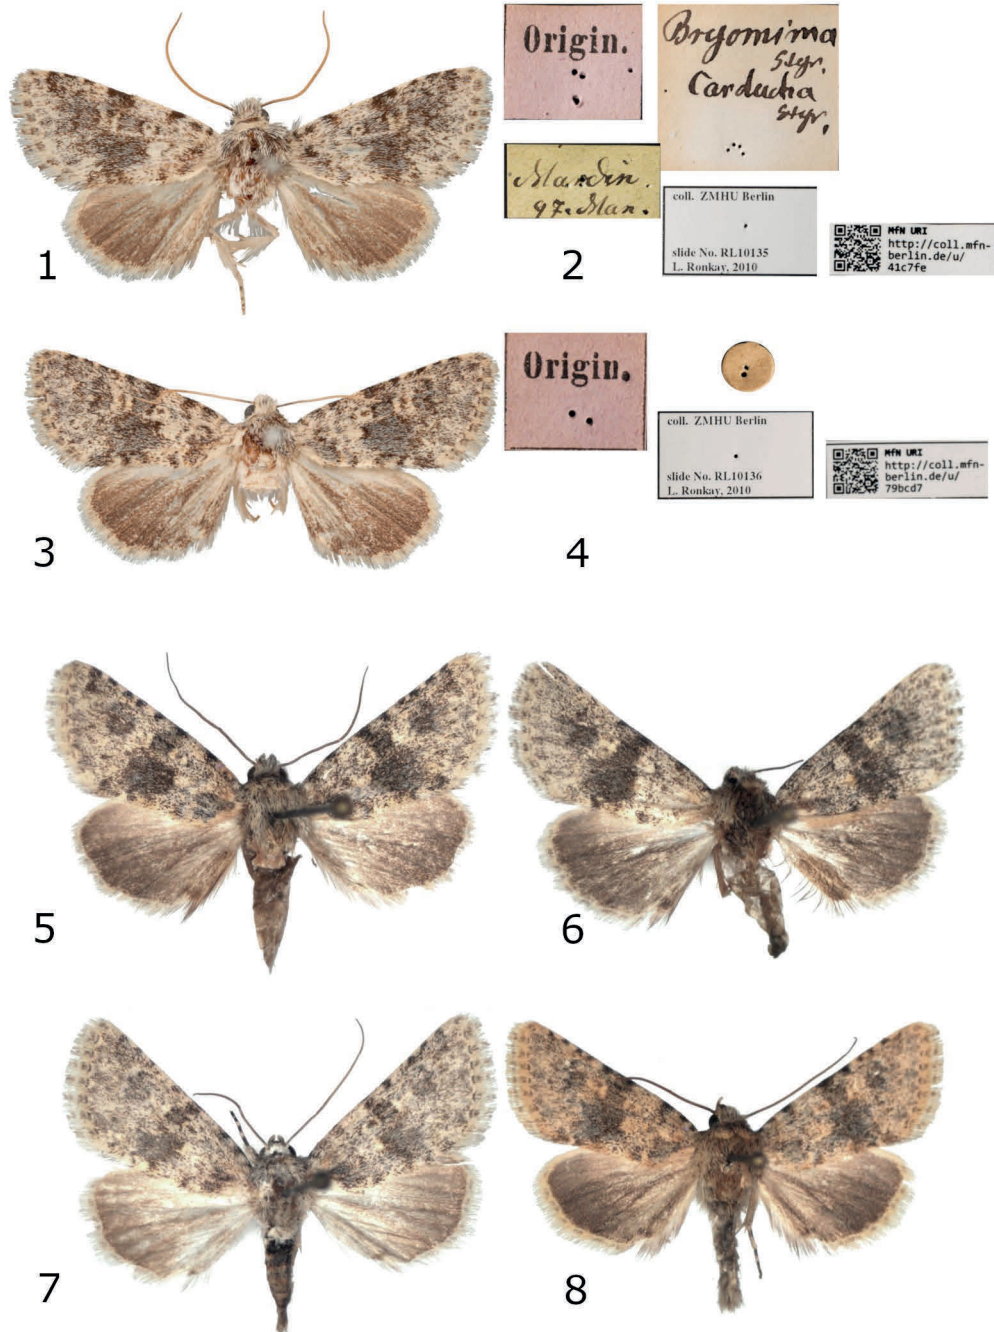 1
Origin.
Bryomima
Stgr.
Carducha
Stgr.
Mardin.
97. Man.
coll. ZMHU Berlin
slide No. RL10135
L. Ronkay, 2010
MfN URI
http://coll.mfn-
berlin.de/u/
41c7fe
2
3
Origin.
coll. ZMHU Berlin
slide No. RL10136
L. Ronkay, 2010
MfN URI
http://coll.mfn-
berlin.de/u/
79bcd7
4
5
6
7
8